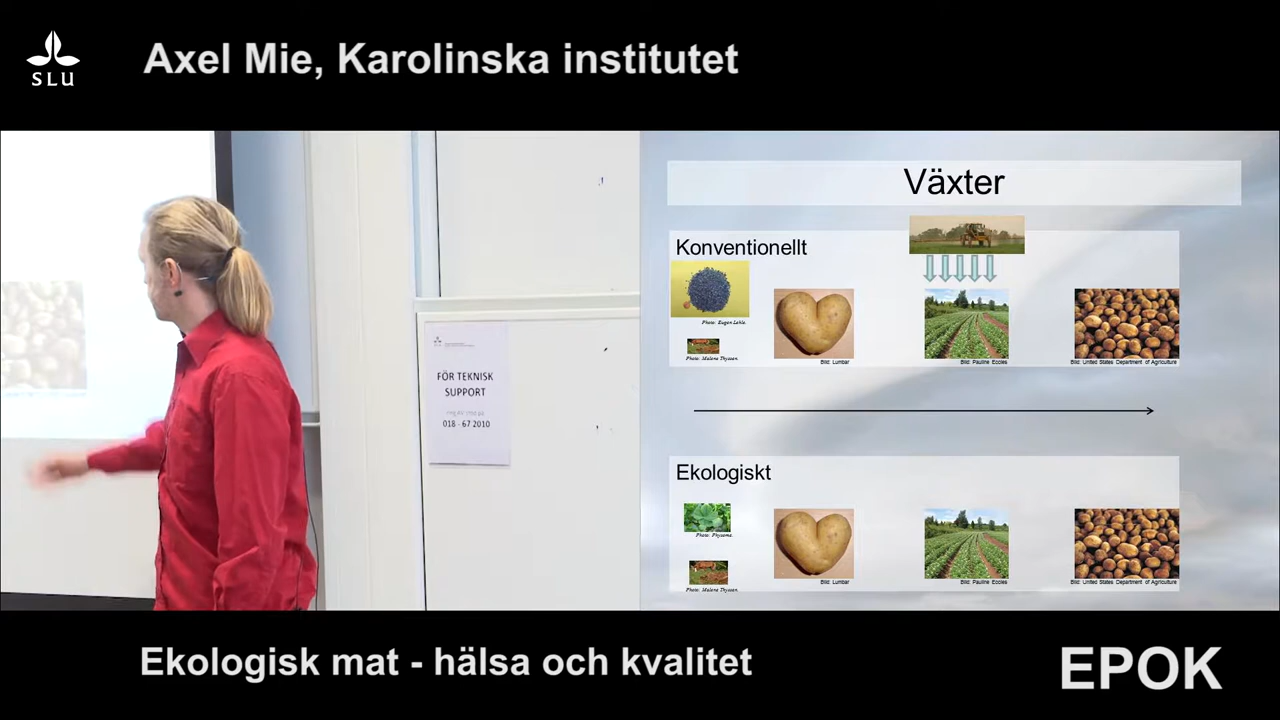 SLU
Axel Mie, Karolinska institutet
FÖR TEKNISK
SUPPORT
018 - 67 2010
Växter
Konventionellt
Photo: Eugen Lehle.
Photo: Malene Thyssen.
Bild: Lumbar
Bild: Pauline Eccles
Bild: United States Department of Agriculture
Ekologiskt
Photo: Physoma.
Photo: Malene Thyssen.
Bild: Lumbar
Bild: Pauline Eccles
Bild: United States Department of Agriculture
Ekologisk mat - hälsa och kvalitet
EPOK